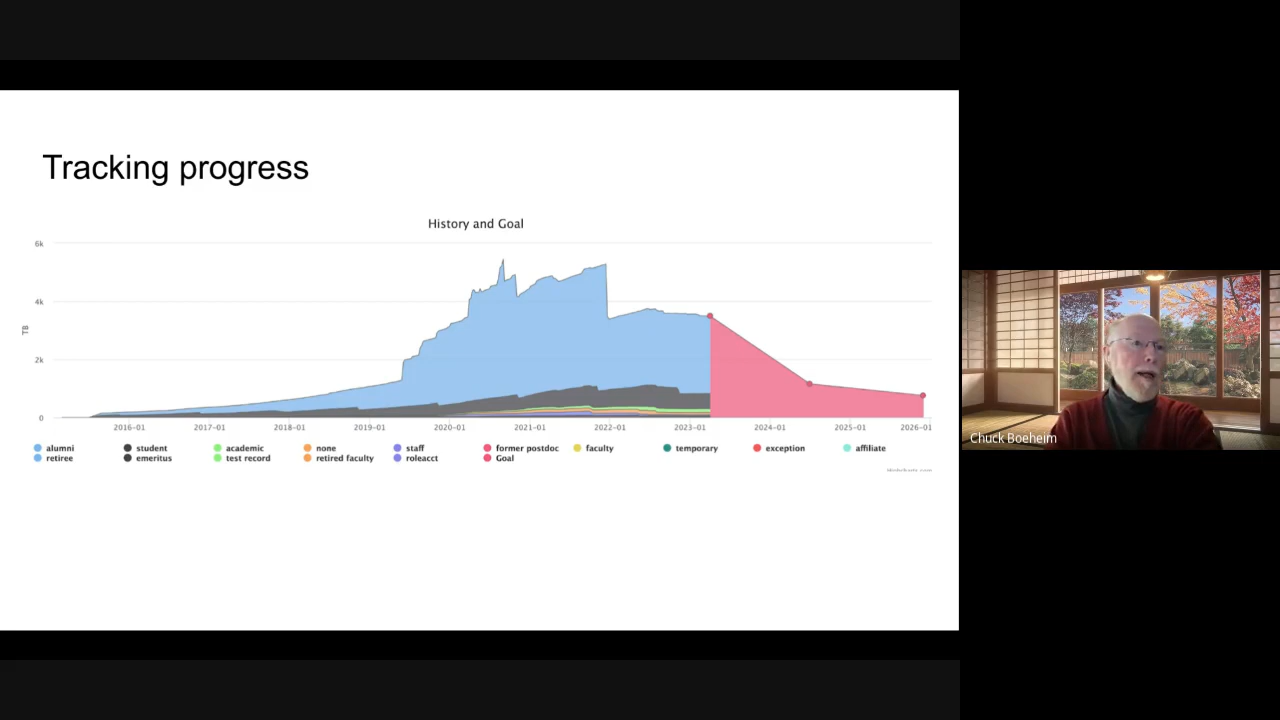 Tracking progress
History and Goal
6k
4k
TB
2k
0
2016-01 2017-01 2018-01 2019-01 2020-01 2021-01 2022-01 2023-01 2024-01 2025-01 2026-01
alumni student academic none staff former postdoc faculty temporary exception affiliate
retiree emeritus test record retired faculty roleacct Goal
Chuck Boeheim